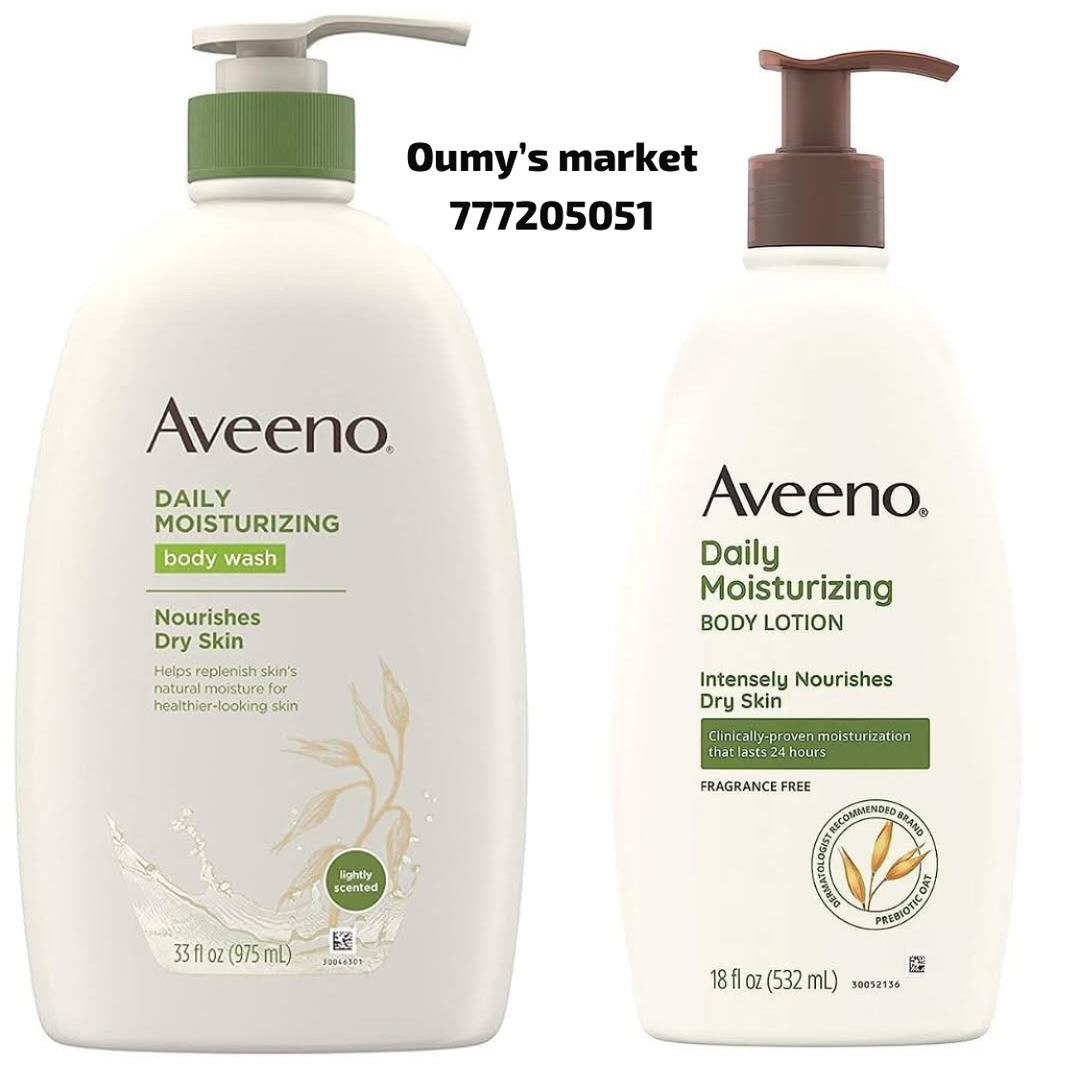 Oumy's market
777205051
Aveeno®
DAILY
MOISTURIZING
body wash
Nourishes
Dry Skin
Helps replenish skin's
natural moisture for
healthier-looking skin
lightly
scented
33 fl oz (975 mL)
30046301
Aveeno®
Daily
Moisturizing
BODY LOTION
Intensely Nourishes
Dry Skin
Clinically-proven moisturization
that lasts 24 hours
FRAGRANCE FREE
DERMATOLOGIST RECOMMENDED BRAND
PREBIOTIC OAT
18 fl oz (532 mL)
30052136